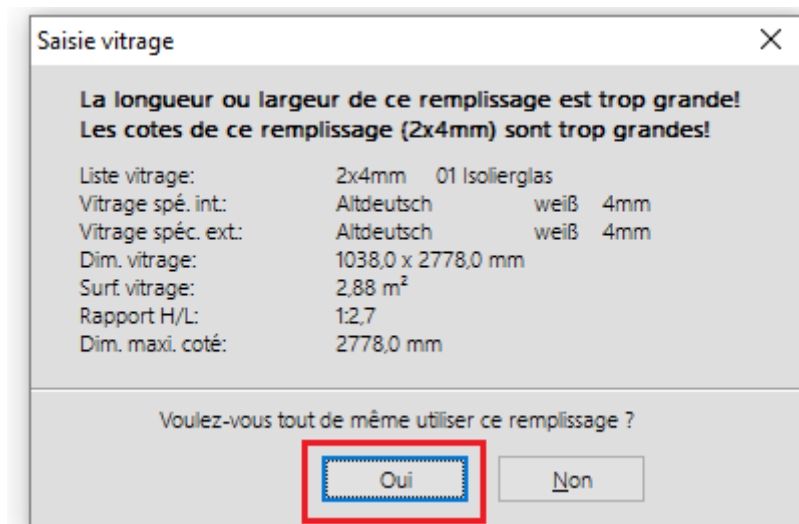 Saisie vitrage
La longueur ou largeur de ce remplissage est trop grande!
Les cotes de ce remplissage (2x4mm) sont trop grandes!
Liste vitrage: 2x4mm 01 Isolierglas
Vitrage spé. int.: Altdeutsch weiß 4mm
Vitrage spéc. ext.: Altdeutsch weiß 4mm
Dim. vitrage: 1038,0 x 2778,0 mm
Surf. vitrage: 2,88 m²
Rapport H/L: 1:2,7
Dim. maxi. coté: 2778,0 mm
Voulez-vous tout de même utiliser ce remplissage ?
Oui Non